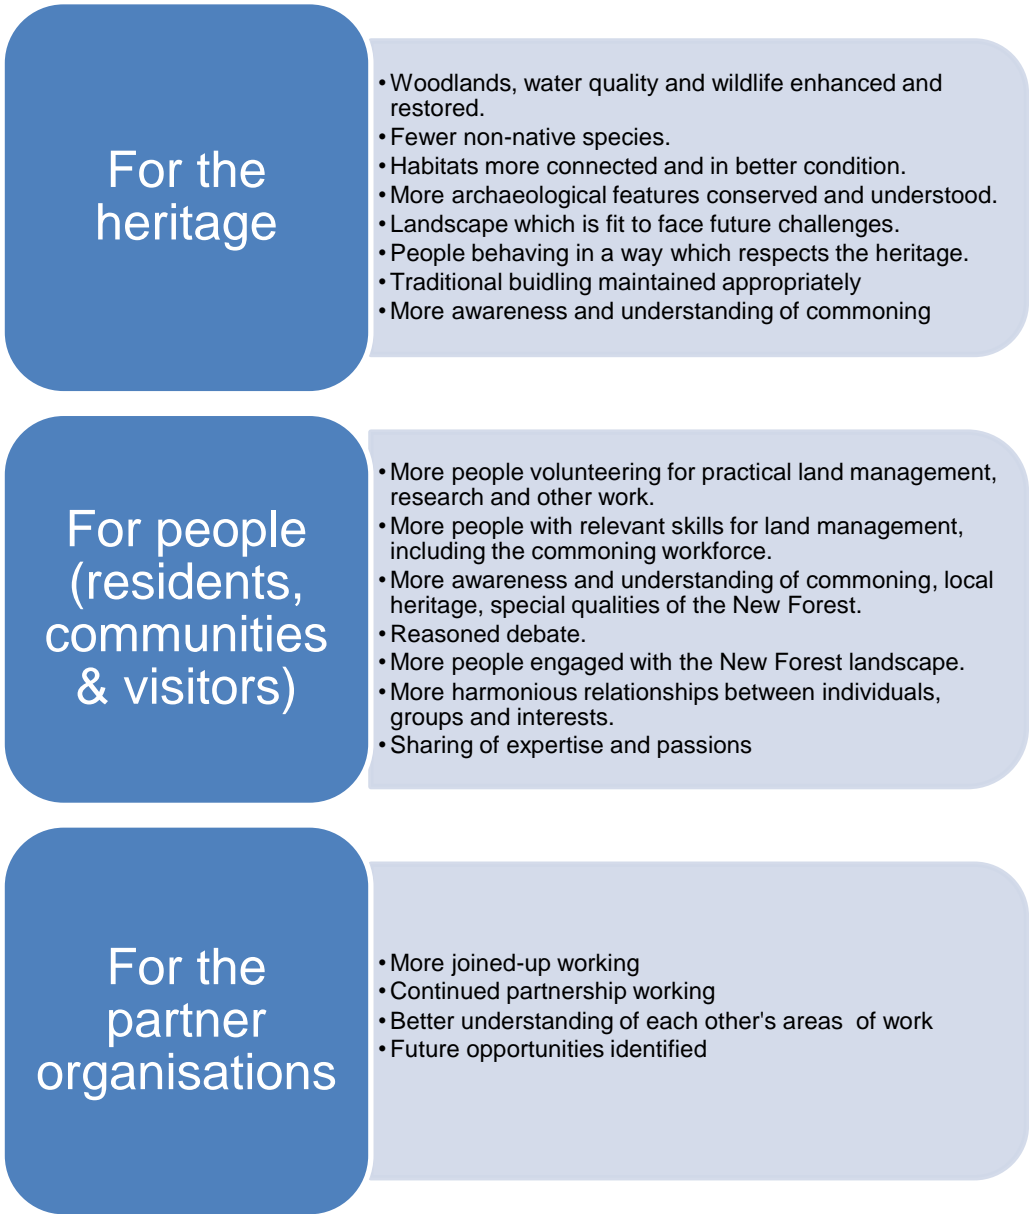 For the
heritage
• Woodlands, water quality and wildlife enhanced and
restored.
• Fewer non-native species.
• Habitats more connected and in better condition.
• More archaeological features conserved and understood.
• Landscape which is fit to face future challenges.
• People behaving in a way which respects the heritage.
• Traditional buidling maintained appropriately
• More awareness and understanding of commoning
For people
(residents,
communities
& visitors)
• More people volunteering for practical land management,
research and other work.
• More people with relevant skills for land management,
including the commoning workforce.
• More awareness and understanding of commoning, local
heritage, special qualities of the New Forest.
• Reasoned debate.
• More people engaged with the New Forest landscape.
• More harmonious relationships between individuals,
groups and interests.
• Sharing of expertise and passions
For the
partner
organisations
• More joined-up working
• Continued partnership working
• Better understanding of each other's areas  of work
• Future opportunities identified